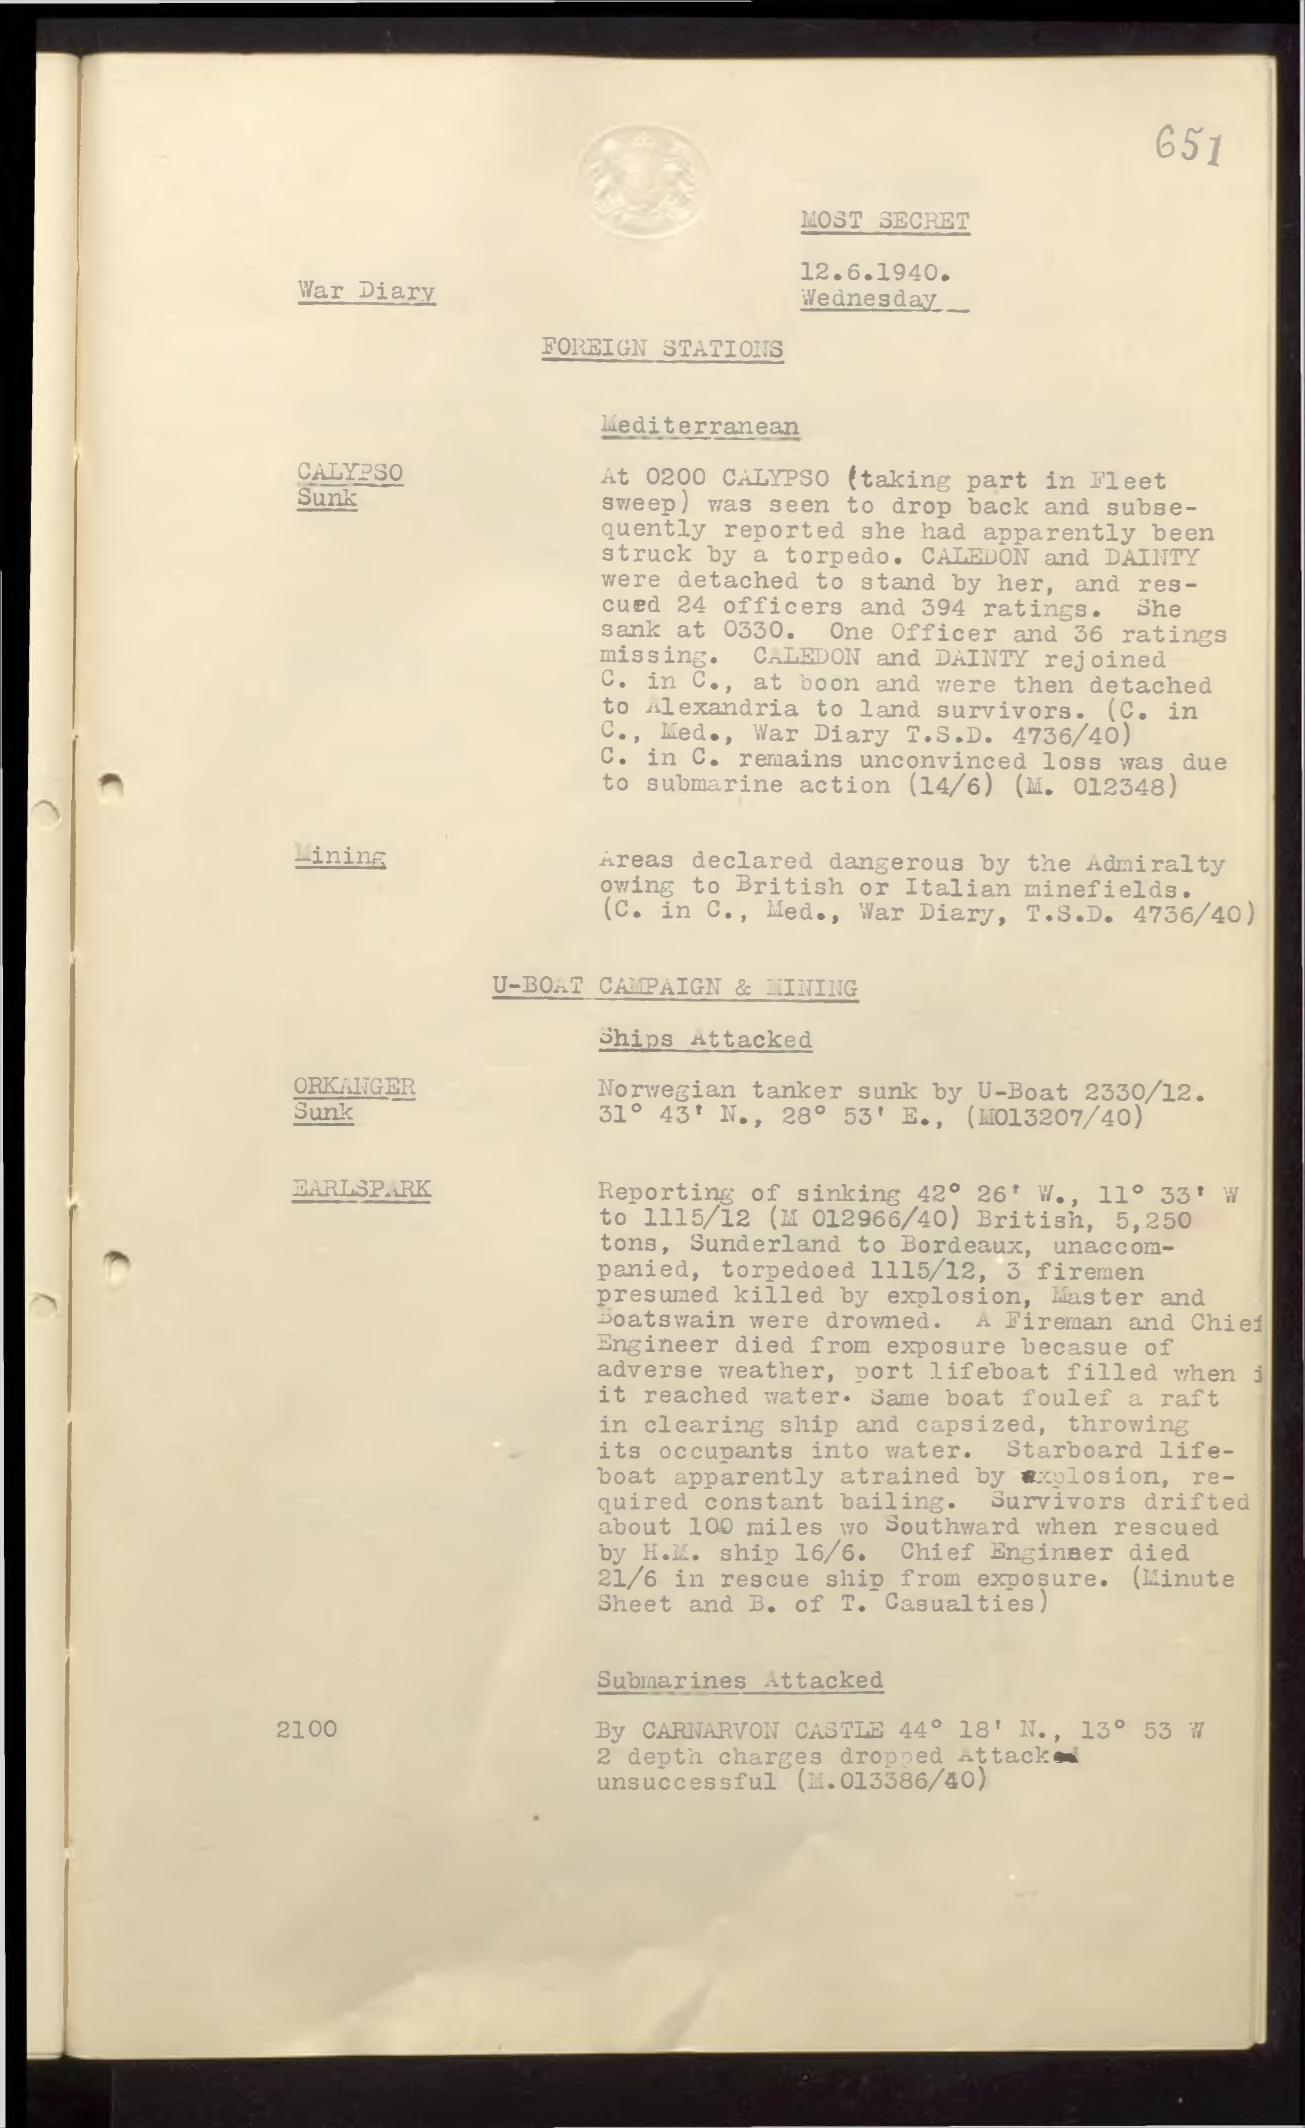 651
MOST SECRET
12.6.1940.
Wednesday
War Diary
FOREIGN STATIONS
Mediterranean
CALYPSO
Sunk
At 0200 CALYPSO (taking part in Fleet
sweep) was seen to drop back and subse-
quently reported she had apparently been
struck by a torpedo. CALEDON and DAINTY
were detached to stand by her, and res-
cued 24 officers and 394 ratings. She
sank at 0330. One Officer and 36 ratings
missing. CALEDON and DAINTY rejoined
C. in C., at boon and were then detached
to Alexandria to land survivors. (C. in
C., Med., War Diary T.S.D. 4736/40)
C. in C. remains unconvinced loss was due
to submarine action (14/6) (M. 012348)
Mining
Areas declared dangerous by the Admiralty
owing to British or Italian minefields.
(C. in C., Med., War Diary, T.S.D. 4736/40)
U-BOAT CAMPAIGN & MINING
Ships Attacked
ORKANGER
Sunk
Norwegian tanker sunk by U-Boat 2330/12.
31° 43' N., 28° 53' E., (M013207/40)
EARLSPARK
Reporting of sinking 42° 26' W., 11° 33' W
to 1115/12 (M 012966/40) British, 5,250
tons, Sunderland to Bordeaux, unaccom-
panied, torpedoed 1115/12, 3 firemen
presumed killed by explosion, Master and
Boatswain were drowned. A Fireman and Chief
Engineer died from exposure becasue of
adverse weather, port lifeboat filled when i
it reached water. Same boat foulef a raft
in clearing ship and capsized, throwing
its occupants into water. Starboard life-
boat apparently atrained by explosion, re-
quired constant bailing. Survivors drifted
about 100 miles wo Southward when rescued
by H.M. ship 16/6. Chief Engineer died
21/6 in rescue ship from exposure. (Minute
Sheet and B. of T. Casualties)
Submarines Attacked
2100
By CARNARVON CASTLE 44° 18' N., 13° 53 W
2 depth charges dropped Attack
unsuccessful (M.013386/40)